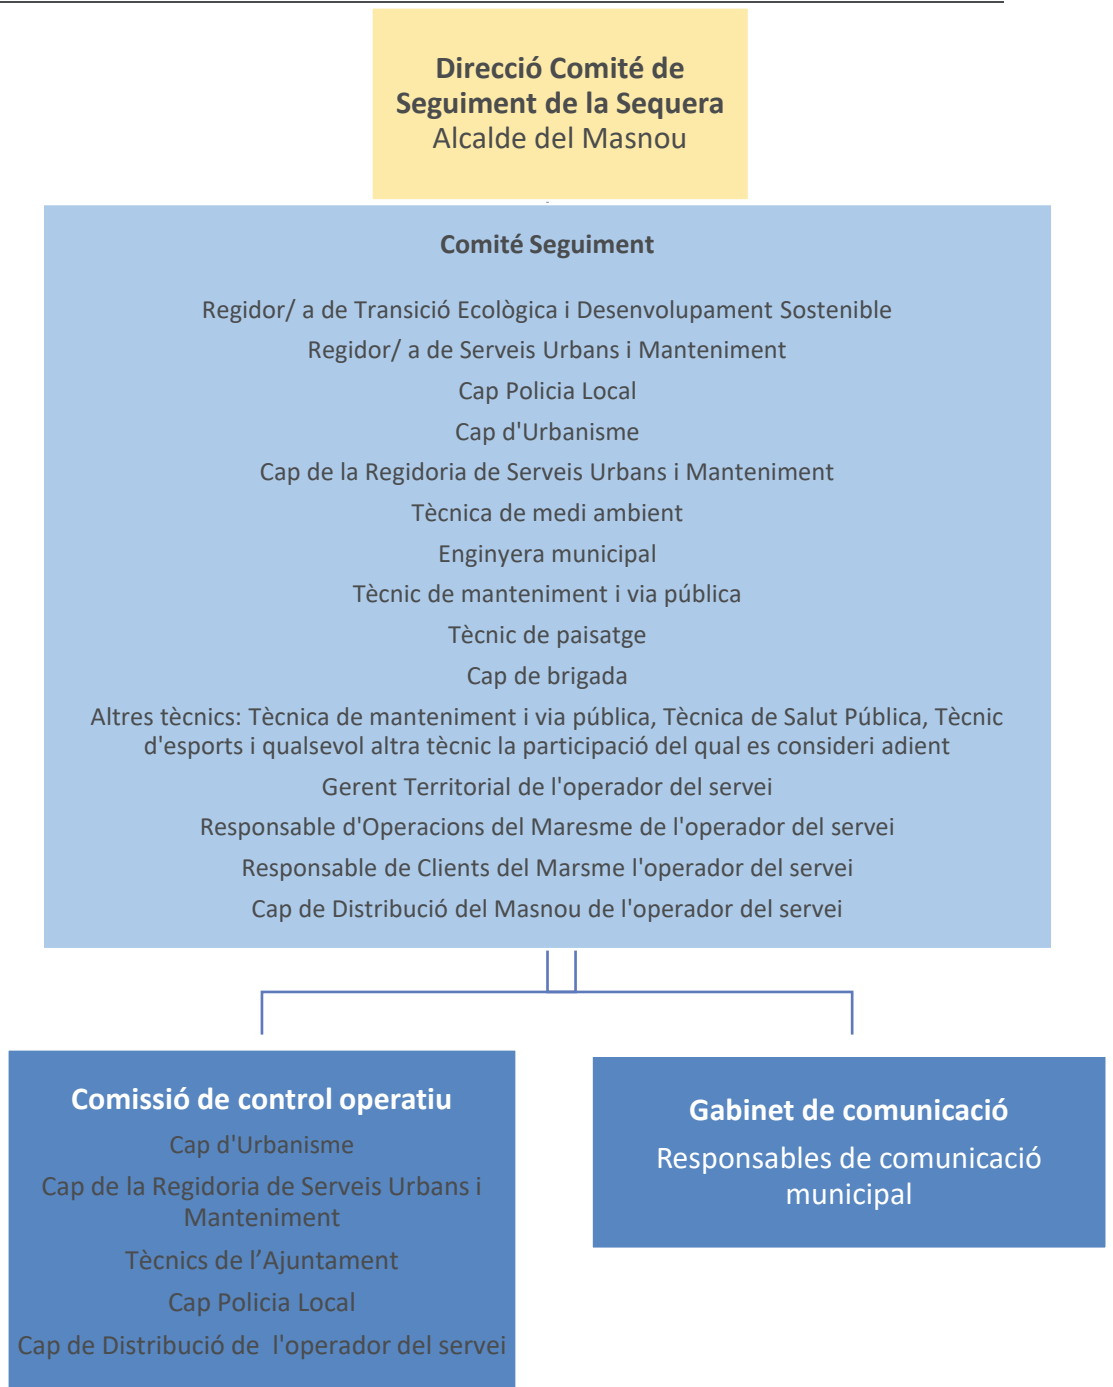 Direcció Comité de
Seguiment de la Sequera
Alcalde del Masnou
Comité Seguiment
Regidor/ a de Transició Ecològica i Desenvolupament Sostenible
Regidor/ a de Serveis Urbans i Manteniment
Cap Policia Local
Cap d'Urbanisme
Cap de la Regidoria de Serveis Urbans i Manteniment
Tècnica de medi ambient
Enginyera municipal
Tècnic de manteniment i via pública
Tècnic de paisatge
Cap de brigada
Altres tècnics: Tècnica de manteniment i via pública, Tècnica de Salut Pública, Tècnic
d'esports i qualsevol altra tècnic la participació del qual es consideri adient
Gerent Territorial de l'operador del servei
Responsable d'Operacions del Maresme de l'operador del servei
Responsable de Clients del Marsme l'operador del servei
Cap de Distribució del Masnou de l'operador del servei
Comissió de control operatiu
Cap d'Urbanisme
Cap de la Regidoria de Serveis Urbans i
Manteniment
Tècnics de l’Ajuntament
Cap Policia Local
Cap de Distribució de  l'operador del servei
Gabinet de comunicació
Responsables de comunicació
municipal